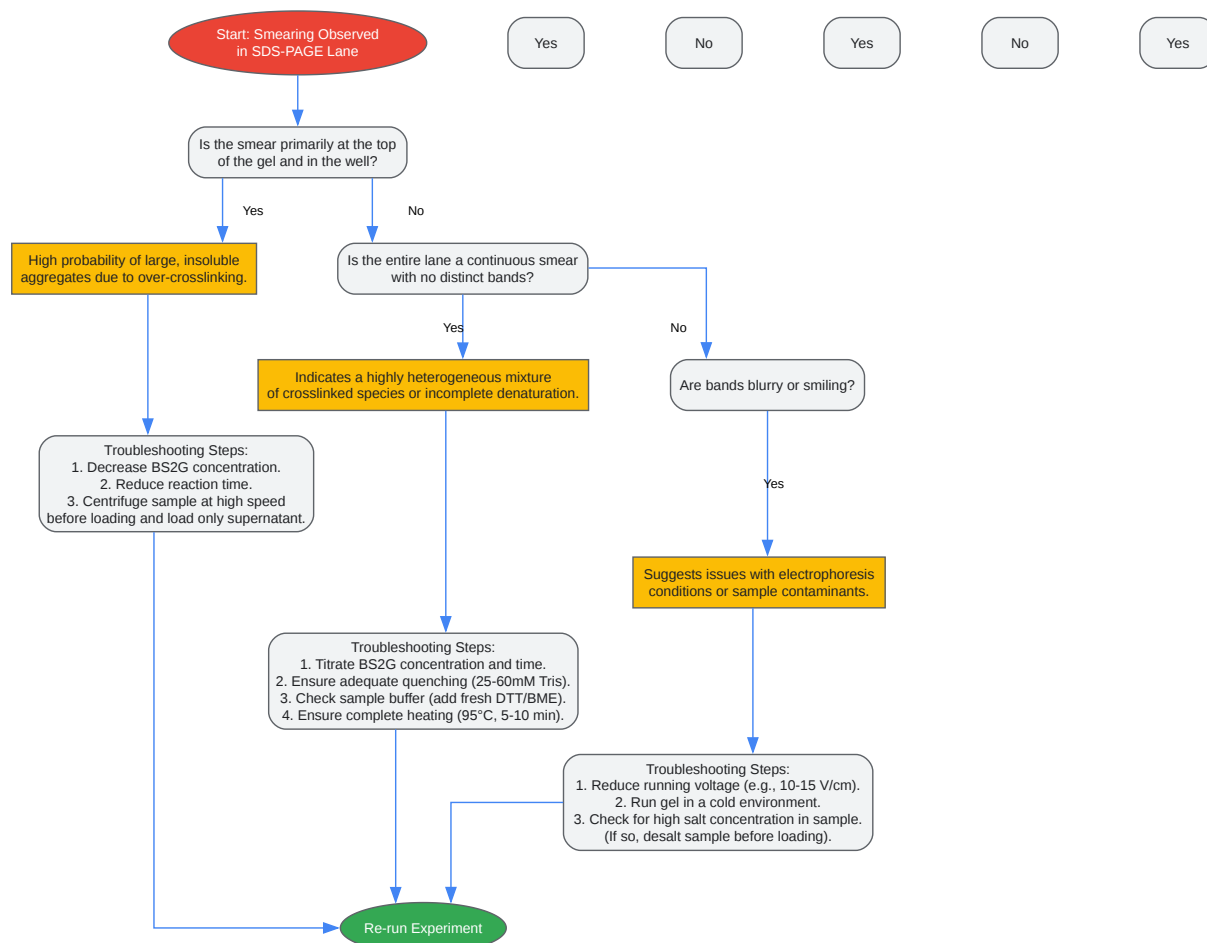 Start: Smearing Observed
in SDS-PAGE Lane
Yes
No
Yes
No
Yes
Is the smear primarily at the top
of the gel and in the well?
Yes
No
High probability of large, insoluble
aggregates due to over-crosslinking.
Is the entire lane a continuous smear
with no distinct bands?
Yes
No
Indicates a highly heterogeneous mixture
of crosslinked species or incomplete denaturation.
Are bands blurry or smiling?
Troubleshooting Steps:
1. Decrease BS2G concentration.
2. Reduce reaction time.
3. Centrifuge sample at high speed
before loading and load only supernatant.
Yes
Suggests issues with electrophoresis
conditions or sample contaminants.
Troubleshooting Steps:
1. Titrate BS2G concentration and time.
2. Ensure adequate quenching (25-60mM Tris).
3. Check sample buffer (add fresh DTT/BME).
4. Ensure complete heating (95°C, 5-10 min).
Troubleshooting Steps:
1. Reduce running voltage (e.g., 10-15 V/cm).
2. Run gel in a cold environment.
3. Check for high salt concentration in sample.
(If so, desalt sample before loading).
Re-run Experiment